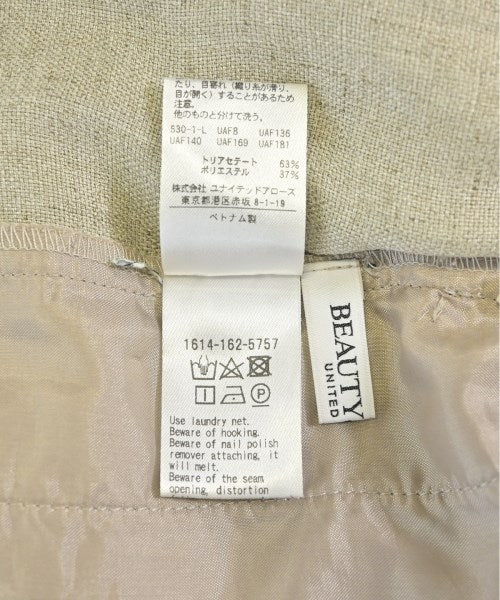 たり、目寄れ（織り糸が滑り、
目が開く）することがあるため
注意。
他のものと分けて洗う。
530-1-L UAF8 UAF136
UAF140 UAF169 UAF181
トリアセテート 63%
ポリエステル 37%
株式会社 ユナイテッドアローズ
東京都港区赤坂 8-1-19
ベトナム製
1614-162-5757
P
Use laundry net.
Beware of hooking.
Beware of nail polish
remover attaching, it
will melt.
Beware of the seam
opening, distortion
BEAUTY
UNITED